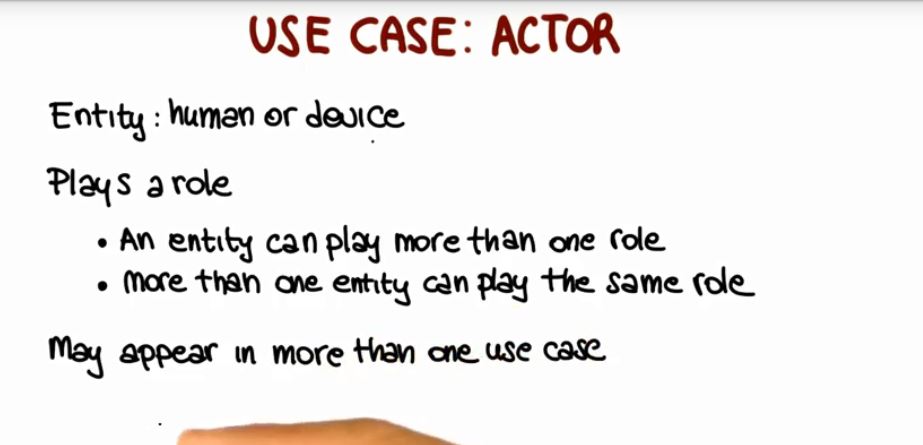 USE CASE: ACTOR
Entity: human or device
Plays a role
• An entity can play more than one role
• More than one entity can play the same role
May appear in more than one use case